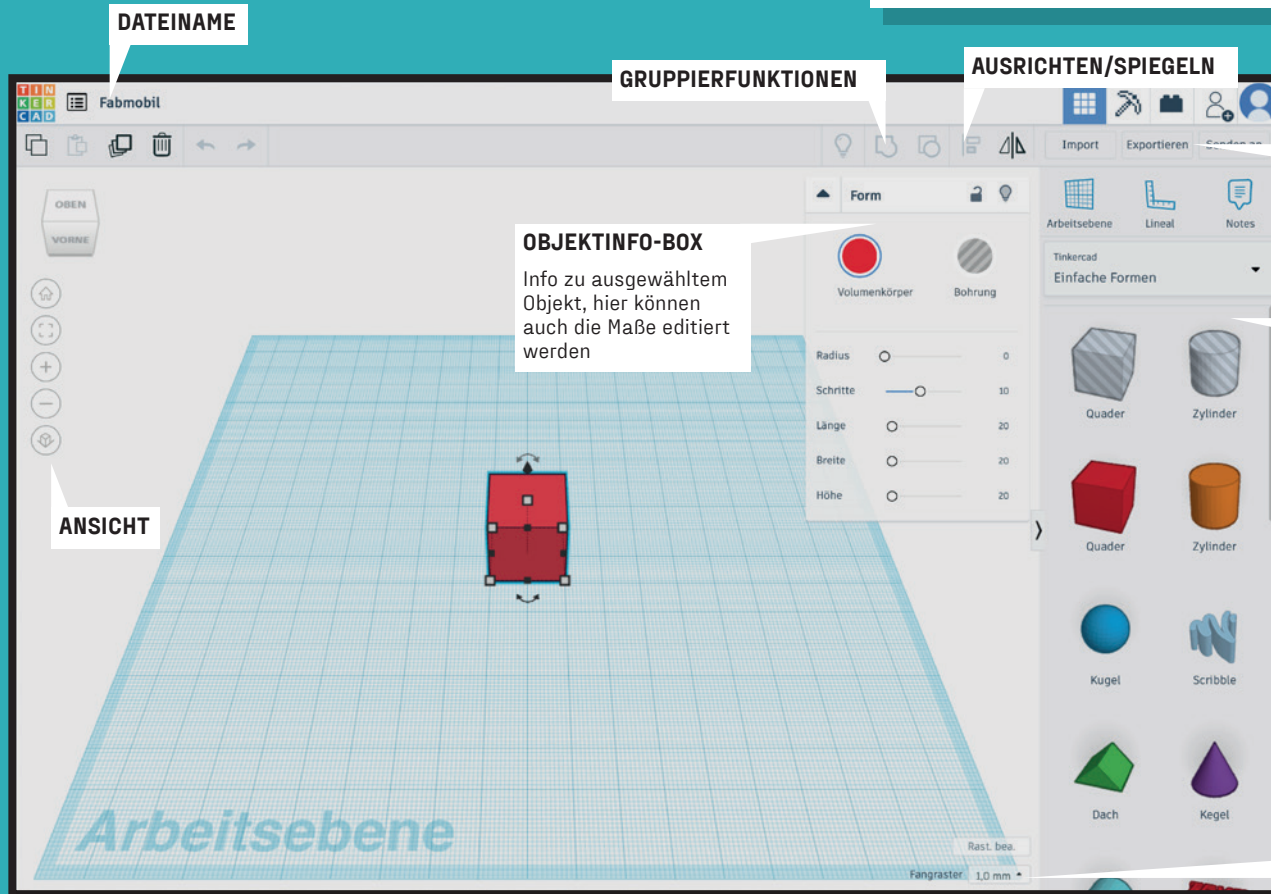 DATEINAME
GRUPPIERFUNKTIONEN
AUSRICHTEN/SPIEGELN
TIN
KER
CAD
Fabmobil
Import
Exportieren
Senden an
OBEN
VORNE
Form
Arbeitsebene
Lineal
Notes
OBJEKTINFO-BOX
Info zu ausgewähltem
Objekt, hier können
auch die Maße editiert
werden
Volumenkörper
Bohrung
Tinkercad
Einfache Formen
Radius 0
Schritte 10
Länge 20
Breite 20
Höhe 20
Quader
Zylinder
Quader
Zylinder
ANSICHT
Kugel
Scribble
Dach
Kegel
Arbeitsebene
Rast. bea.
Fangraster 1,0 mm